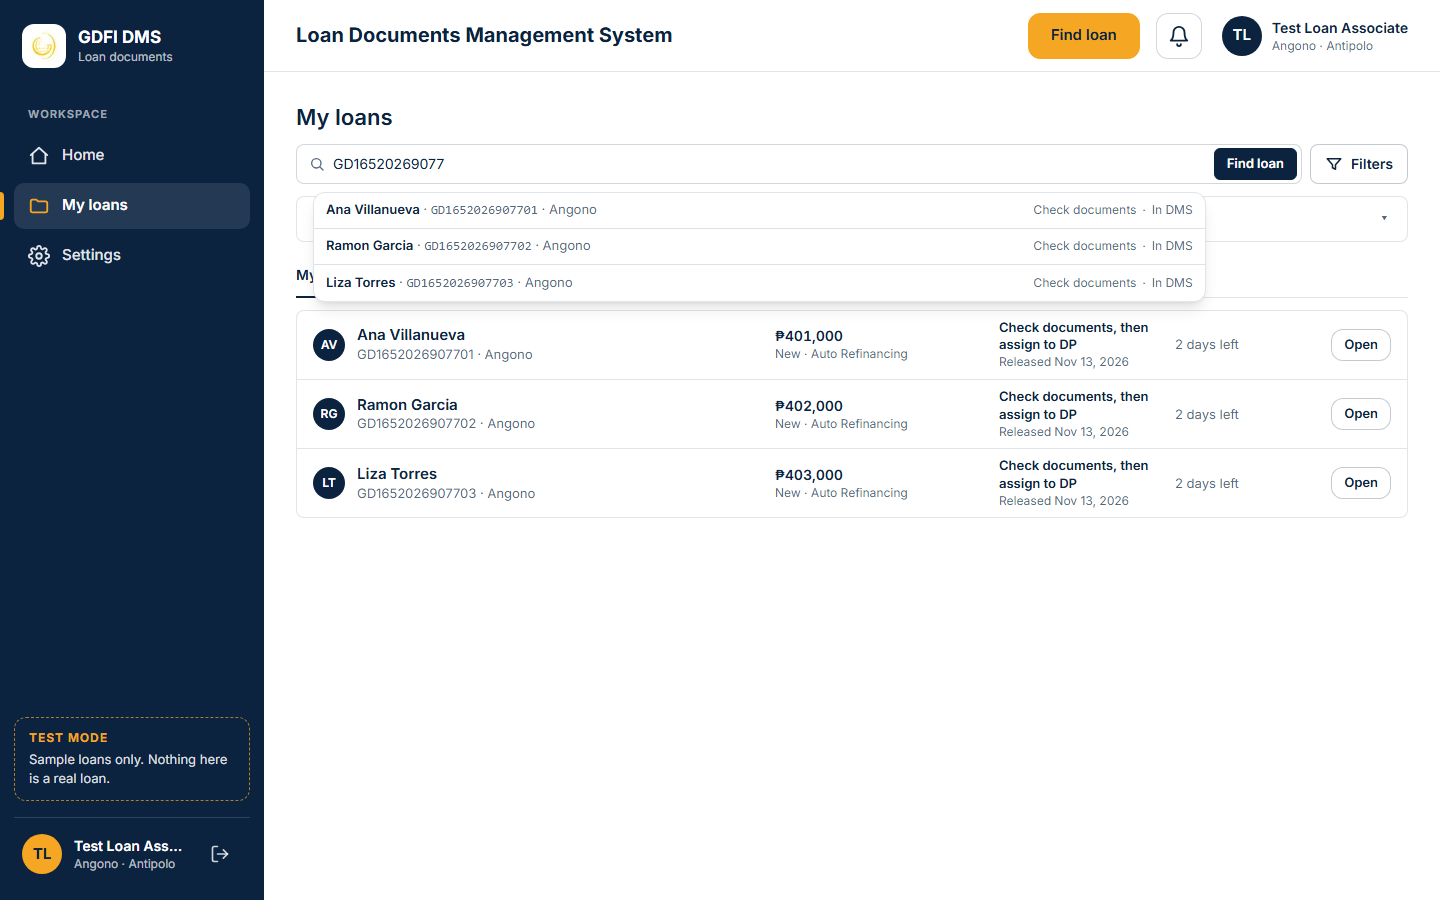 GDFI DMS
Loan documents
WORKSPACE
Home
My loans
Settings
TEST MODE
Sample loans only. Nothing here
is a real loan.
TL
Test Loan Ass...
Angono · Antipolo
Loan Documents Management System
Find loan
TL
Test Loan Associate
Angono · Antipolo
My loans
GD16520269077
Find loan
Filters
Ana Villanueva · GD1652026907701 · Angono
Check documents · In DMS
Ramon Garcia · GD1652026907702 · Angono
Check documents · In DMS
My
Liza Torres · GD1652026907703 · Angono
Check documents · In DMS
AV
Ana Villanueva
GD1652026907701 · Angono
₱401,000
New · Auto Refinancing
Check documents, then
assign to DP
Released Nov 13, 2026
2 days left
Open
RG
Ramon Garcia
GD1652026907702 · Angono
₱402,000
New · Auto Refinancing
Check documents, then
assign to DP
Released Nov 13, 2026
2 days left
Open
LT
Liza Torres
GD1652026907703 · Angono
₱403,000
New · Auto Refinancing
Check documents, then
assign to DP
Released Nov 13, 2026
2 days left
Open